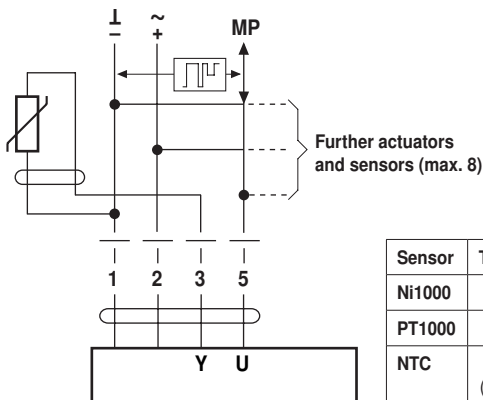 ⊥ ~
– +
MP
Further actuators
and sensors (max. 8)
1 2 3 5
Y U
Sensor T
Ni1000
PT1000
NTC
(